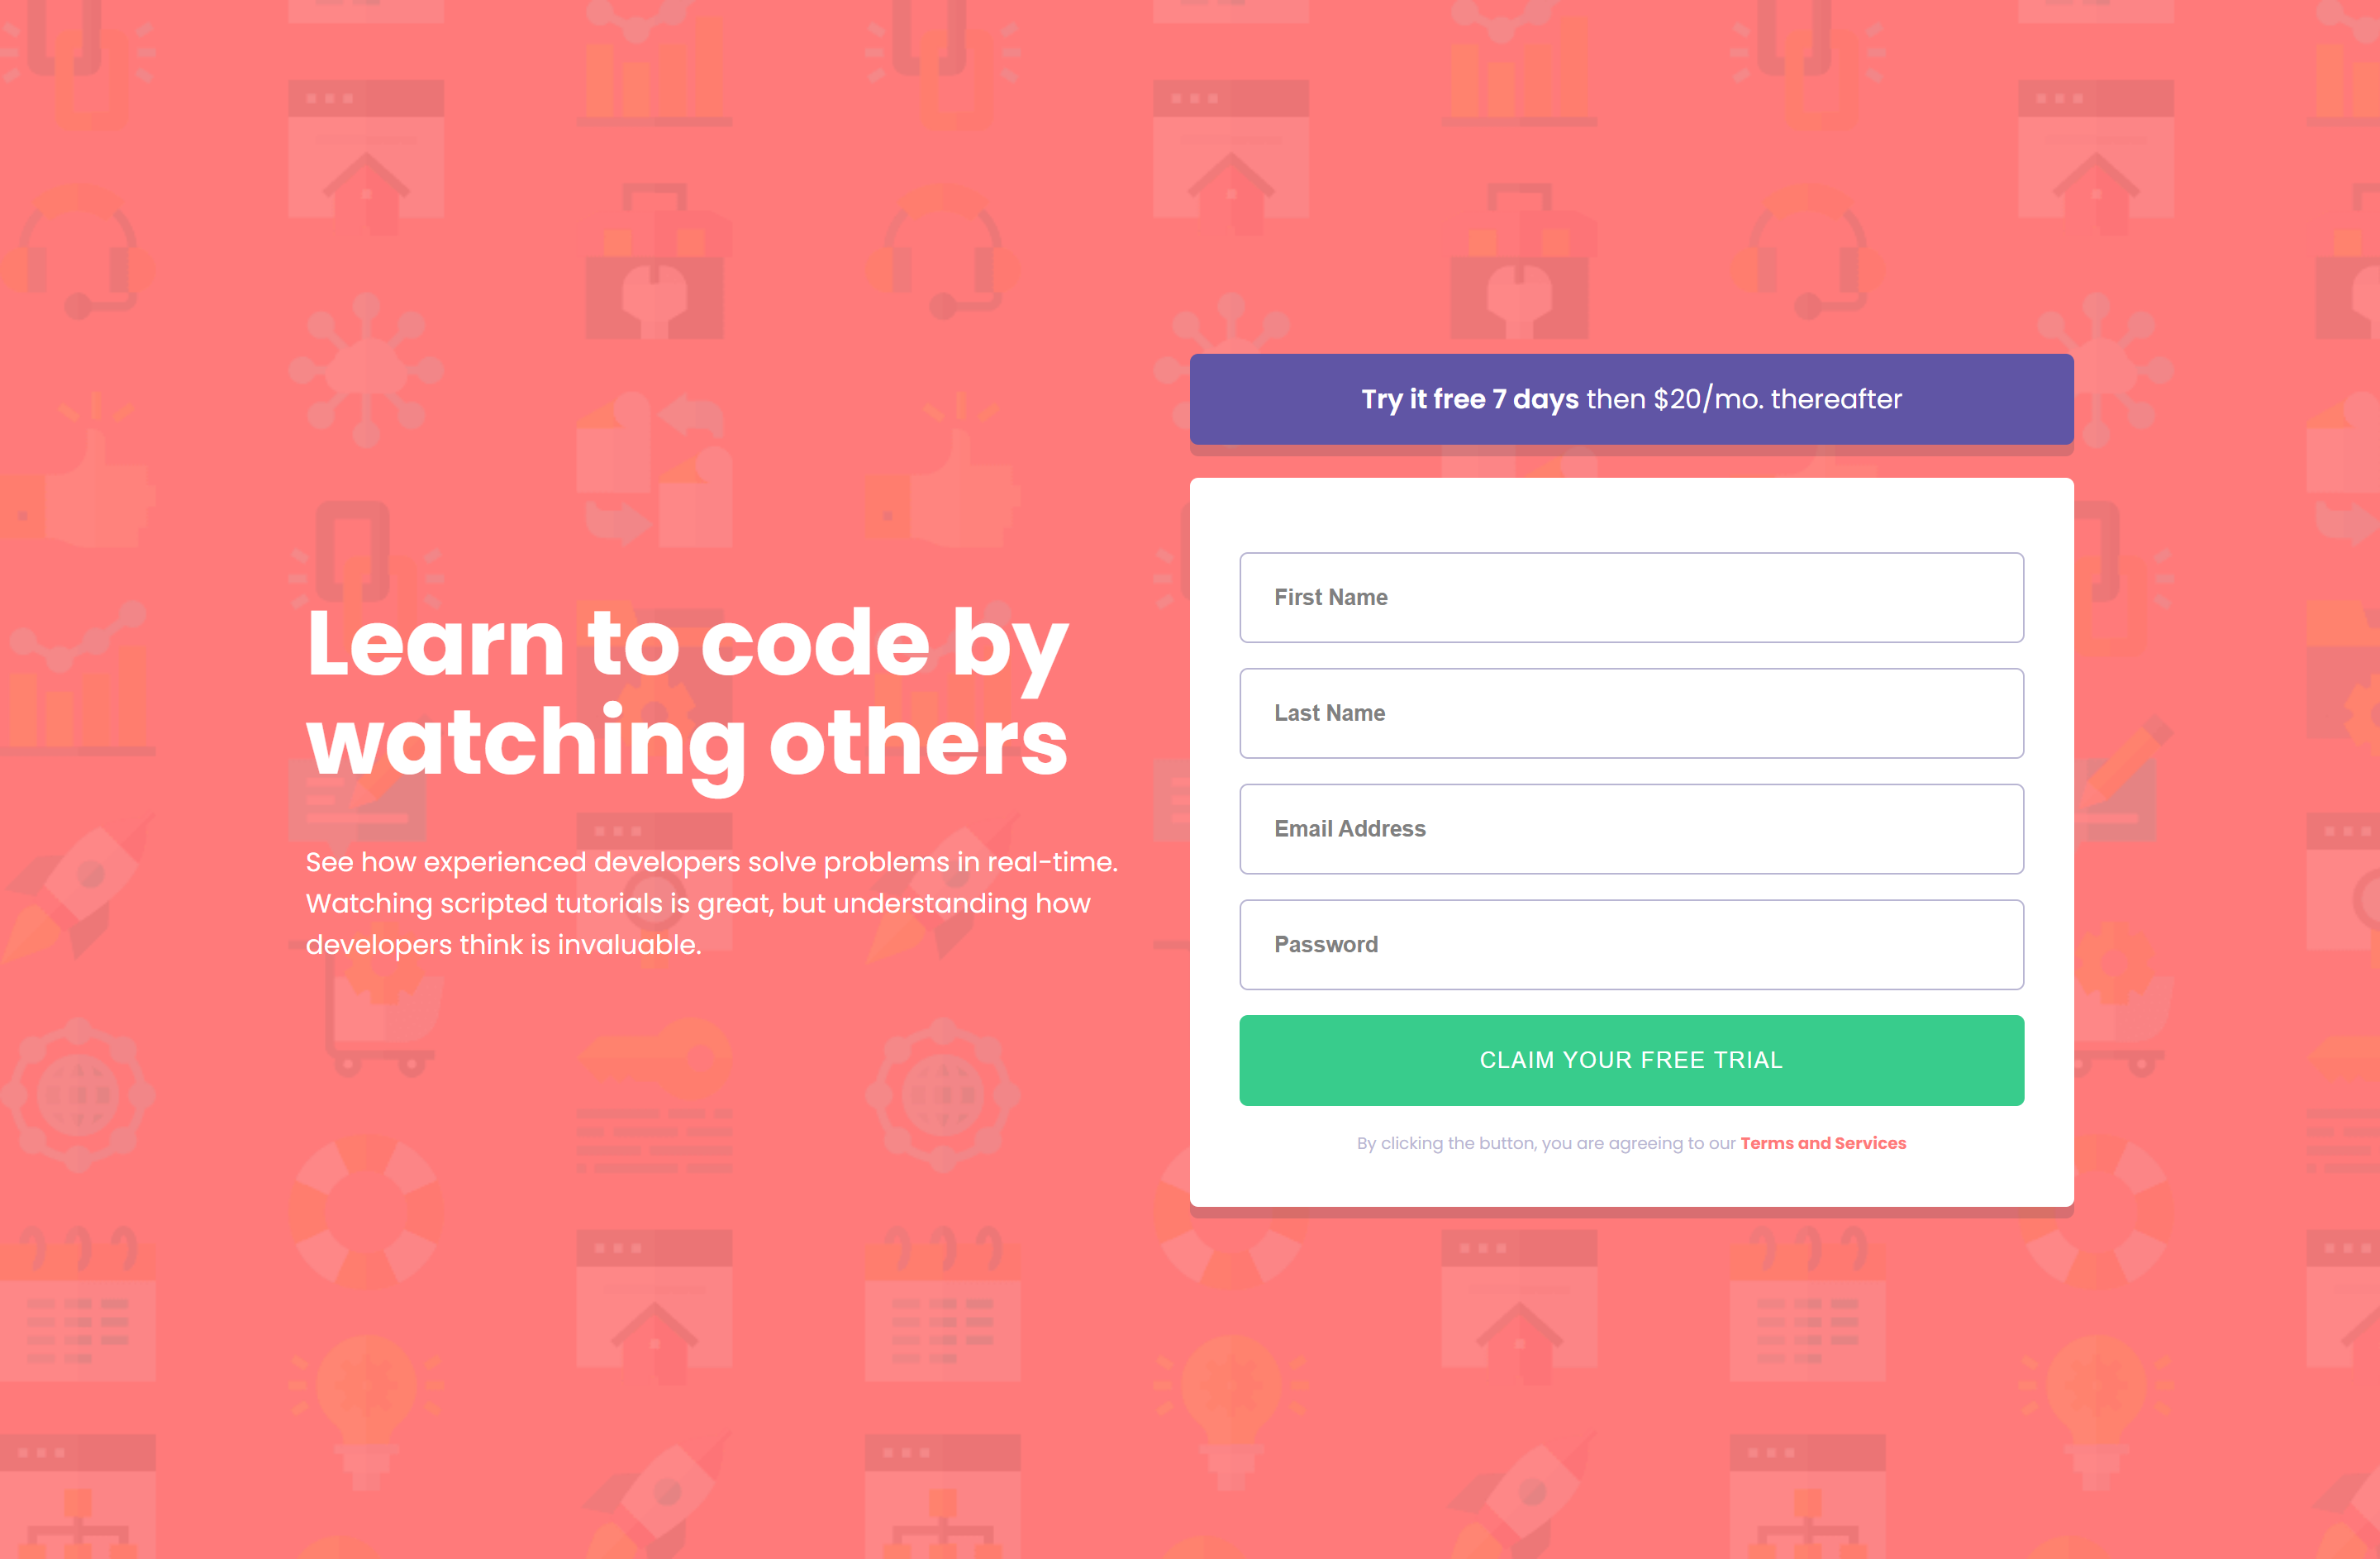 Learn to code by
watching others
See how experienced developers solve problems in real-time.
Watching scripted tutorials is great, but understanding how
developers think is invaluable.
Try it free 7 days then $20/mo. thereafter
First Name
Last Name
Email Address
Password
CLAIM YOUR FREE TRIAL
By clicking the button, you are agreeing to our Terms and Services